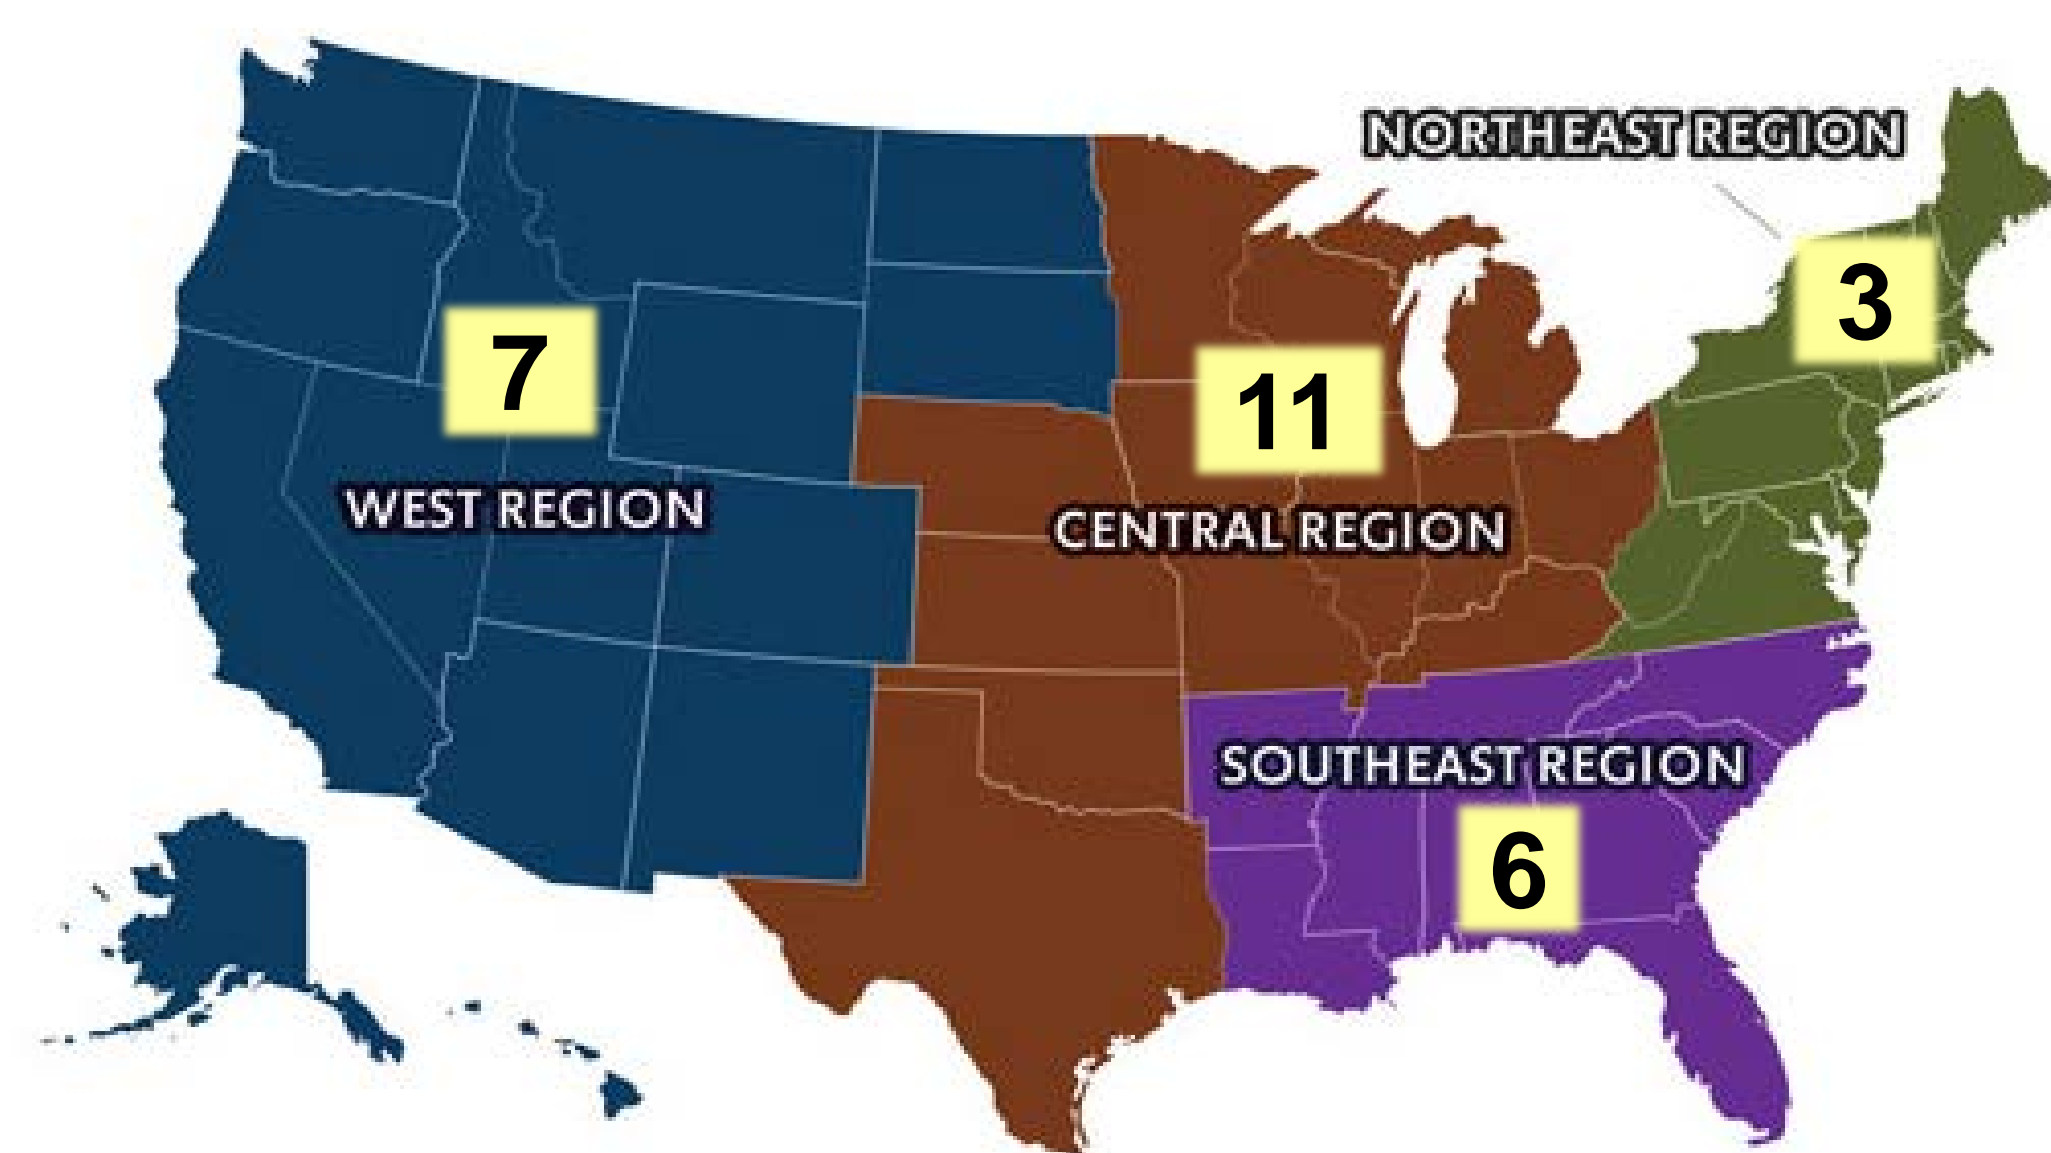 NORTHEAST REGION
3
7
11
WEST REGION
CENTRAL REGION
SOUTHEAST REGION
6